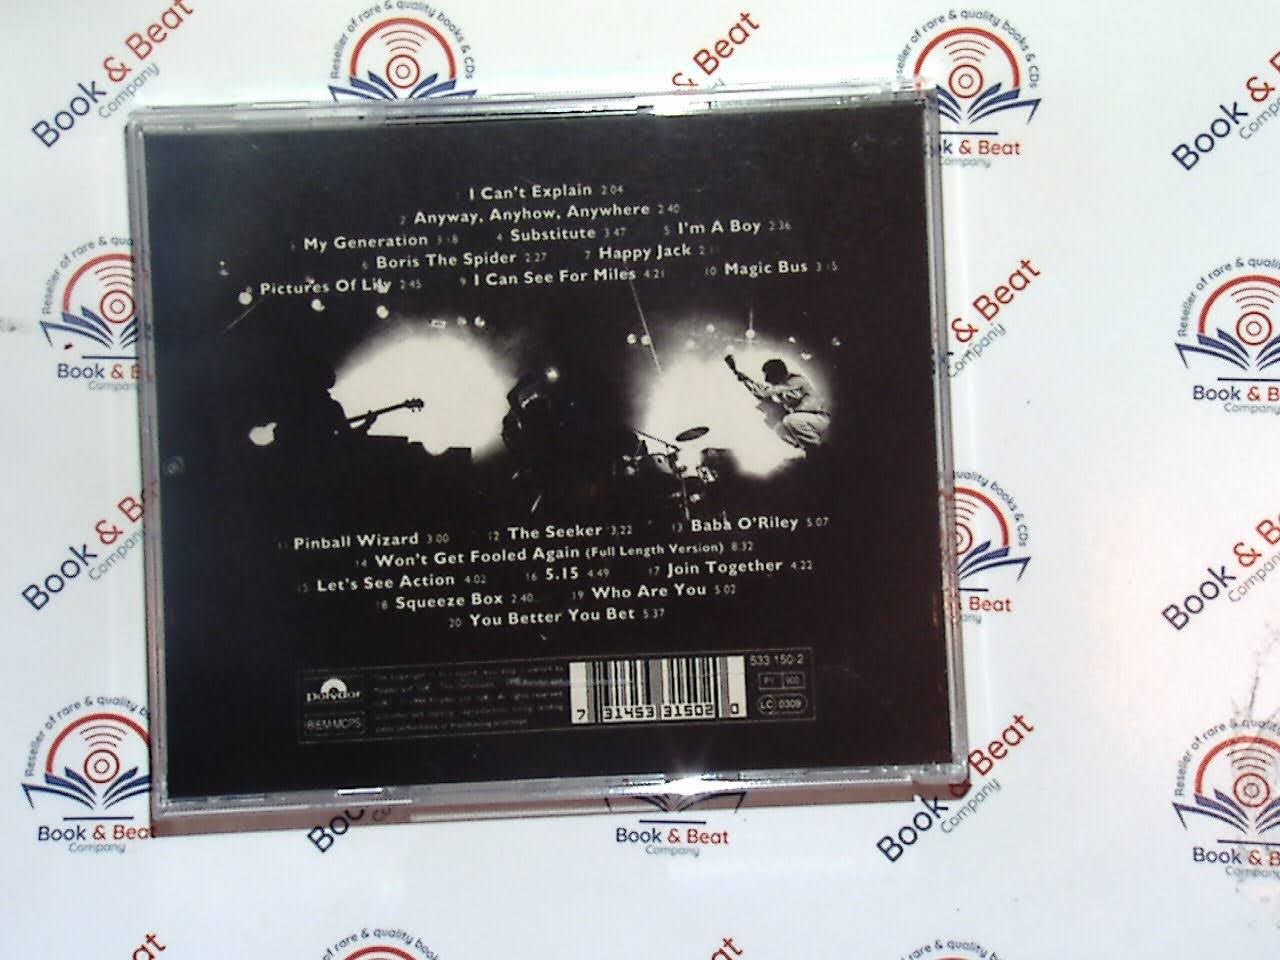 1 I Can't Explain 2.04
2 Anyway, Anyhow, Anywhere 2.40
My Generation 4 Substitute 3.47 5 I'm A Boy 2.36
6 Boris The Spider 2.27 7 Happy Jack
8 Pictures Of Lily 2.45 9 I Can See For Miles 4.21 10 Magic Bus 3.15
11 Pinball Wizard 3.00 12 The Seeker 3.22 13 Baba O'Riley 5.07
14 Won't Get Fooled Again (Full Length Version) 8.32
15 Let's See Action 4.02 16 5.15 4.49 17 Join Together 4.22
18 Squeeze Box 2.40 19 Who Are You 5.02
20 You Better You Bet 5.37
polydor
BIEM/MCPS
7 31453 31502 0
533 150-2
LC 0309
Reseller of rare & quality books & CDs
Book & Beat
Company